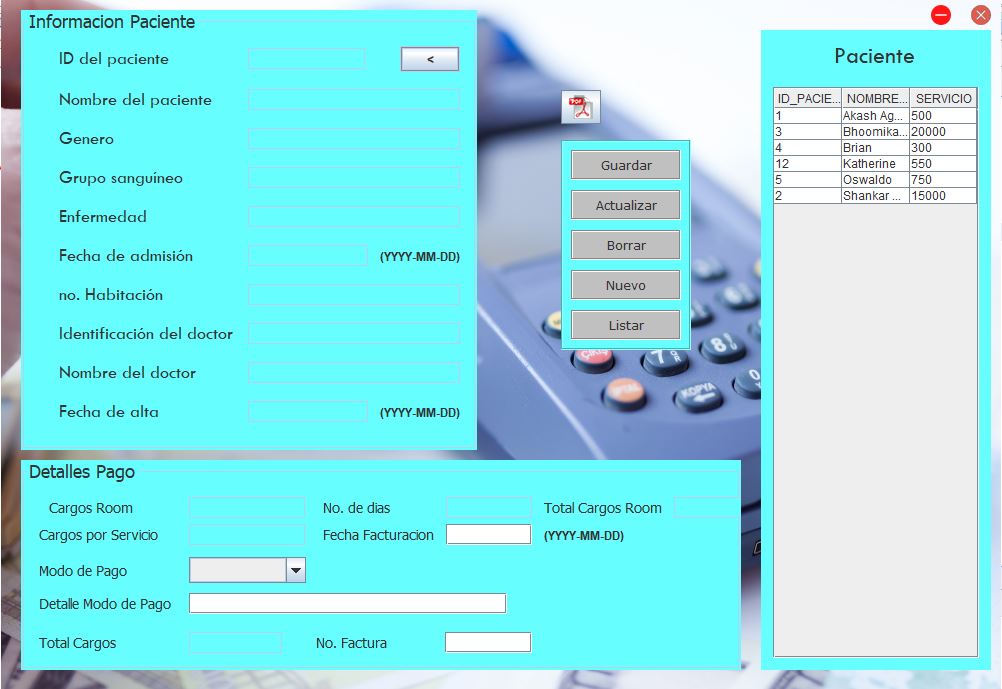 Informacion Paciente
ID del paciente
<
Nombre del paciente
Genero
Grupo sanguíneo
Enfermedad
Fecha de admisión
(YYYY-MM-DD)
no. Habitación
Identificación del doctor
Nombre del doctor
Fecha de alta
(YYYY-MM-DD)
PDF
Guardar
Actualizar
Borrar
Nuevo
Listar
7
8
0
KOPYA
Paciente
ID_PACIE... NOMBRE... SERVICIO
1 Akash Ag... 500
3 Bhoomika... 20000
4 Brian 300
12 Katherine 550
5 Oswaldo 750
2 Shankar ... 15000
Detalles Pago
Cargos Room No. de dias Total Cargos Room
Cargos por Servicio Fecha Facturacion (YYYY-MM-DD)
Modo de Pago
Detalle Modo de Pago
Total Cargos No. Factura